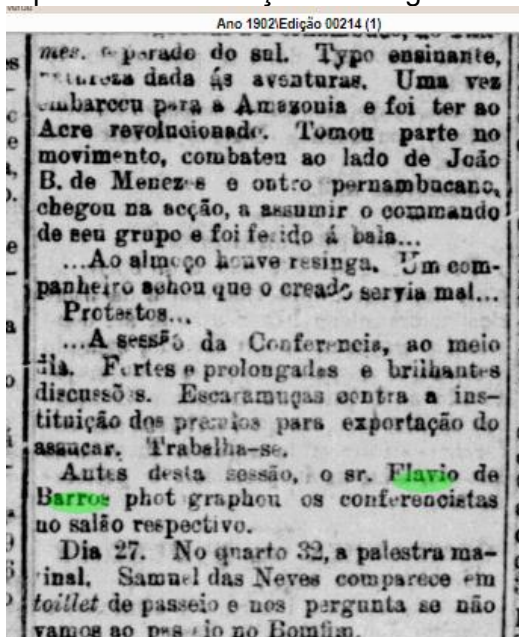 Ano 1902\Edição 00214 (1)
mes, do sul. Typo ensinante,
dada ás aventuras. Uma vez
embarcou para a Amazonia e foi ter ao
Acre revolucionado. Tomou parte no
movimento, combateu ao lado de João
B. de Menezes e outro pernambucano,
chegou na acção, a assumir o commando
de seu grupo e foi ferido á bala...
...Ao almoço houve resinga. Um com-
panheiro achou que o creado servia mal...
Protestos...
...A sessão da Conferencia, ao meio
dia. Fortes e prolongadas e brilhantes
discussões. Escaramuças contra a ins-
tituição dos premios para exportação do
assucar. Trabalha-se.
Antes desta sessão, o sr. Flavio de
Barros photographou os conferencistas
no salão respectivo.
Dia 27. No quarto 32, a palestra ma-
tinal. Samuel das Neves comparece em
toillet de passeio e nos pergunta se não
vamos ao passeio no Bomfim.